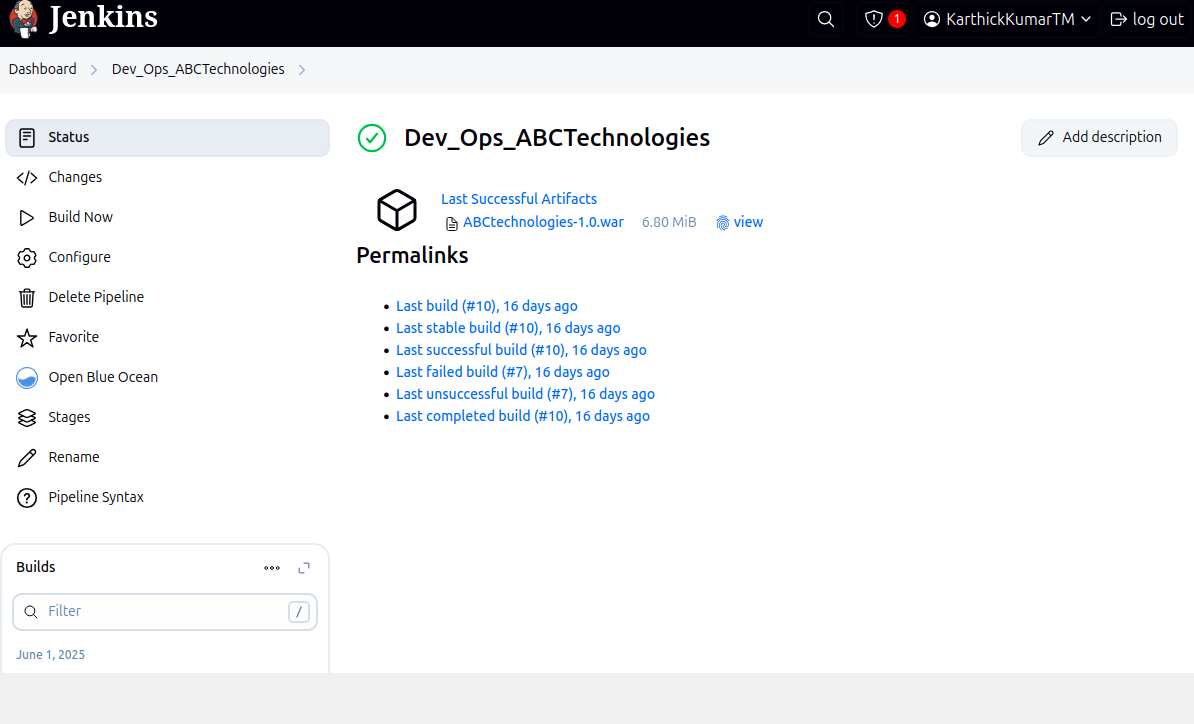 Jenkins
1
KarthickKumarTM
log out
Dashboard
Dev_Ops_ABCTechnologies
Status
Changes
Build Now
Configure
Delete Pipeline
Favorite
Open Blue Ocean
Stages
Rename
Pipeline Syntax
Builds
Filter
/
June 1, 2025
Dev_Ops_ABCTechnologies
Add description
Last Successful Artifacts
ABCtechnologies-1.0.war 6.80 MiB view
Permalinks
Last build (#10), 16 days ago
Last stable build (#10), 16 days ago
Last successful build (#10), 16 days ago
Last failed build (#7), 16 days ago
Last unsuccessful build (#7), 16 days ago
Last completed build (#10), 16 days ago